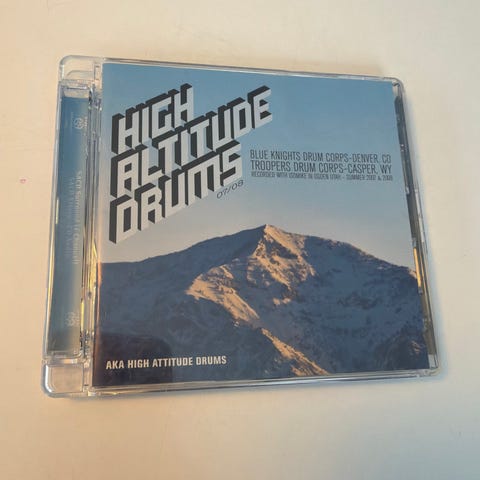 HIGH
ALTITUDE
DRUMS
07/08
BLUE KNIGHTS DRUM CORPS-DENVER, CO
TROOPERS DRUM CORPS-CASPER, WY
RECORDED WITH ISOMIKE IN OGDEN UTAH - SUMMER 2007 & 2008
AKA HIGH ATTITUDE DRUMS